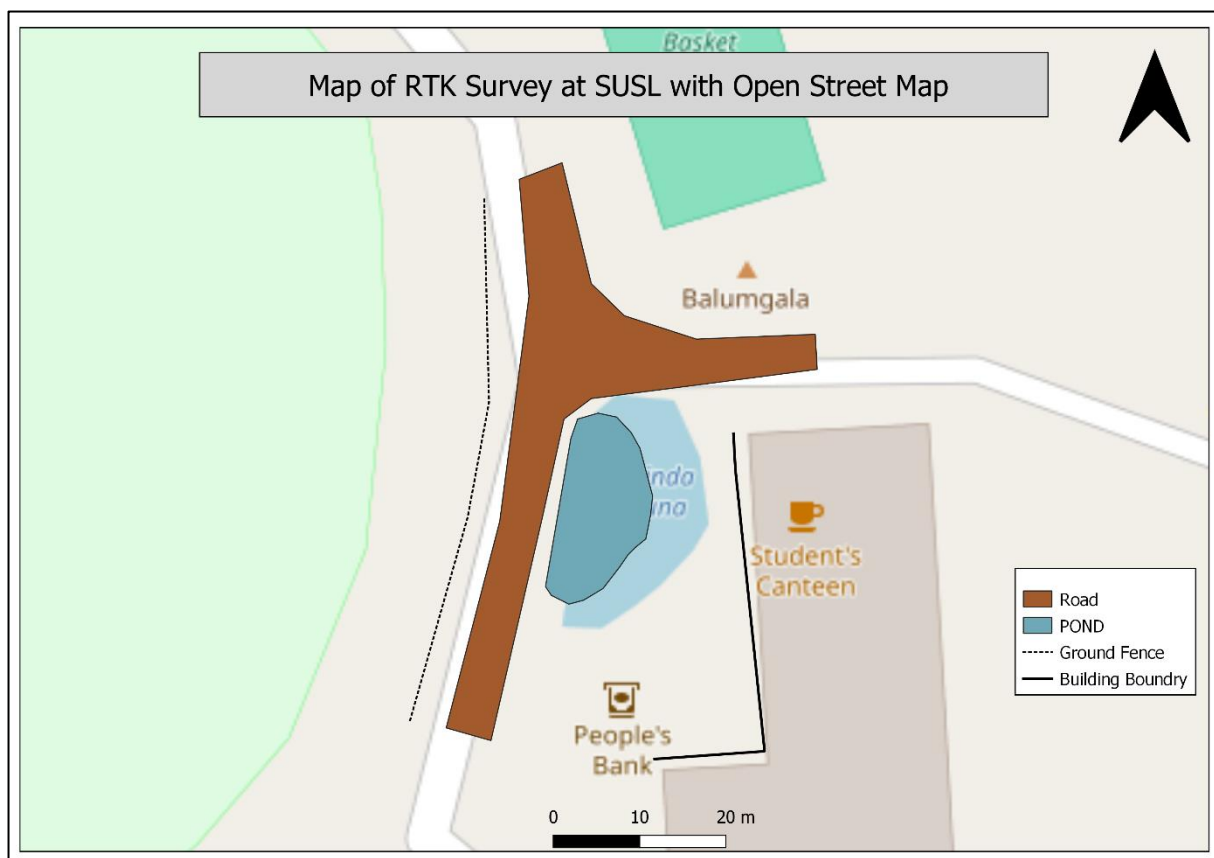 Basket
Map of RTK Survey at SUSL with Open Street Map
Balumgala
Student's
Canteen
Road
POND
Ground Fence
Building Boundry
People's
Bank
0 10 20 m